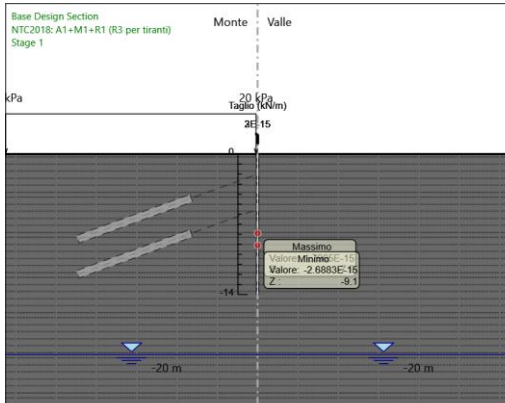 Base Design Section
NTC2018: A1+M1+R1 (R3 per tiranti)
Stage 1
Monte
Valle
kPa
20 kPa
Taglio (kN/m)
0
Massimo
Minimo
Valore: -2.6883E-15
Z :
-9.1
-14
-20 m
-20 m